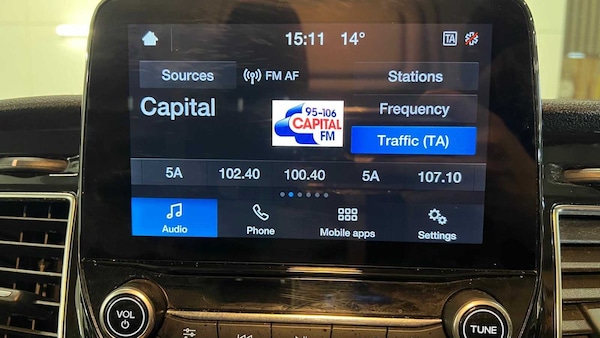 15:11 14° TA
Sources FM AF Stations
Capital 95-106 CAPITAL FM Frequency
Traffic (TA)
5A 102.40 100.40 5A 107.10
Audio Phone Mobile apps Settings
VOL TUNE